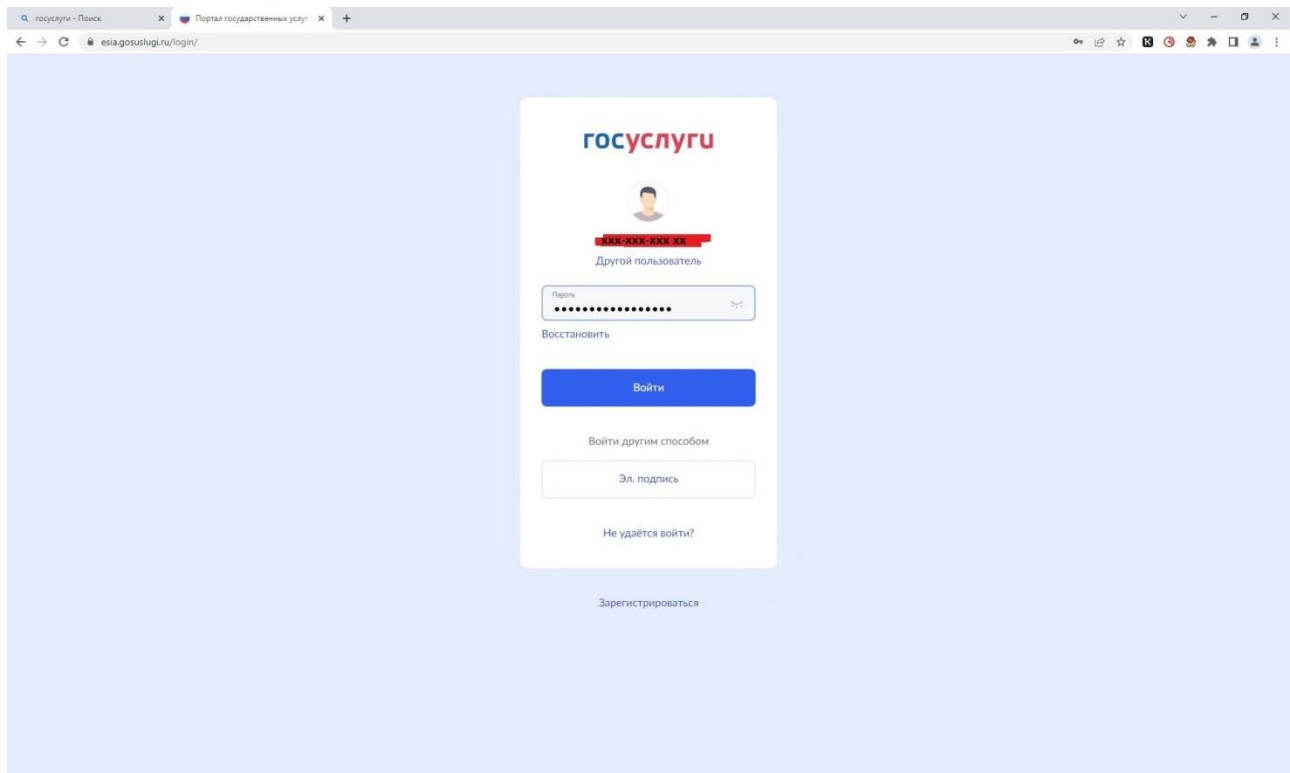 госуслуги - Поиск
Портал государственных услуг
esia.gosuslugi.ru/login/
госуслуги
XXX-XXX-XXX XX
Другой пользователь
Пароль
Восстановить
Войти
Войти другим способом
Эл. подпись
Не удаётся войти?
Зарегистрироваться